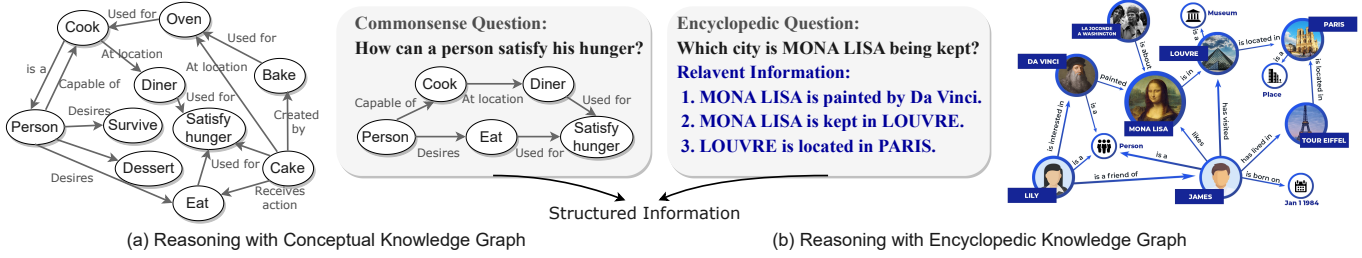 Cook
Used for
Oven
is a
Capable of
At location
At location
Used for
Bake
Diner
Used for
Created by
Person
Desires
Survive
Satisfy hunger
Used for
Desires
Dessert
Cake
Eat
Receives action
Commonsense Question:
How can a person satisfy his hunger?
Cook
At location
Diner
Capable of
Used for
Person
Desires
Eat
Used for
Satisfy hunger
Encyclopedic Question:
Which city is MONA LISA being kept?
Relavent Information:
1. MONA LISA is painted by Da Vinci.
2. MONA LISA is kept in LOUVRE.
3. LOUVRE is located in PARIS.
Structured Information
LA JOCONDE
A WASHINGTON
Museum
is a
PARIS
LOUVRE
is located in
is a
Place
is located in
TOUR EIFFEL
is about
DA VINCI
painted
is in
MONA LISA
is a
Person
is interested in
is a
LILY
is a friend of
is a
likes
has visited
has lived in
JAMES
is born on
Jan 1 1984
(a) Reasoning with Conceptual Knowledge Graph
(b) Reasoning with Encyclopedic Knowledge Graph